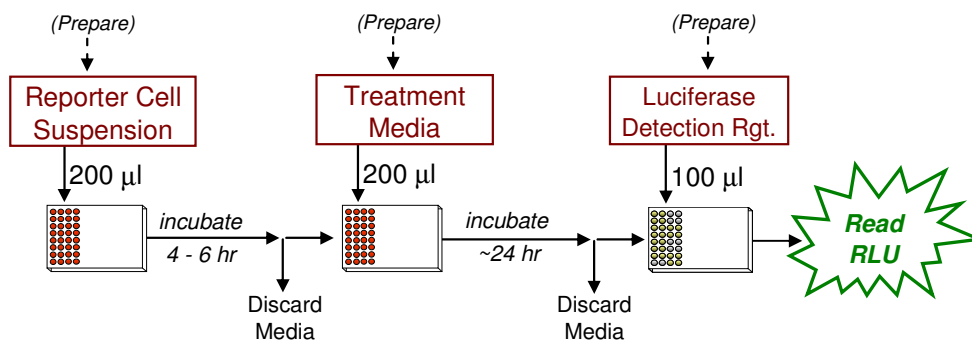 (Prepare)
(Prepare)
(Prepare)
Reporter Cell
Suspension
Treatment
Media
Luciferase
Detection Rgt.
200 µl
200 µl
100 µl
incubate
4 - 6 hr
incubate
~24 hr
Read
RLU
Discard
Media
Discard
Media